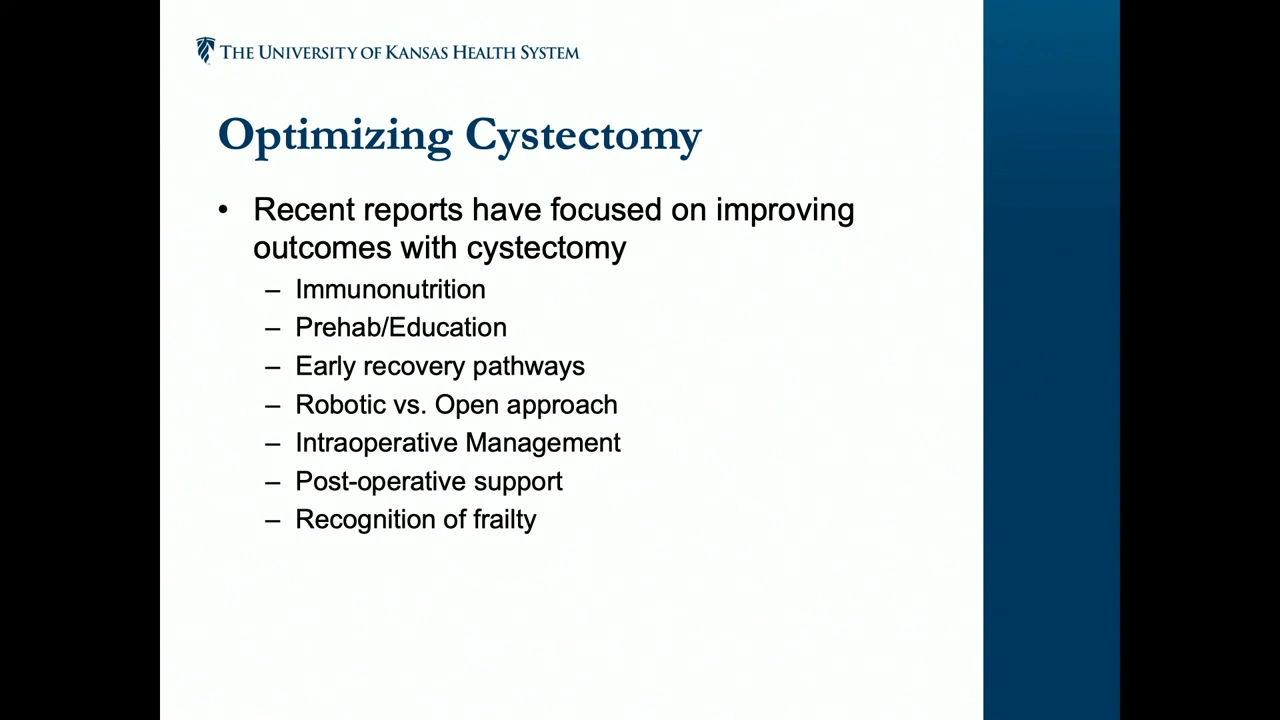 THE UNIVERSITY OF KANSAS HEALTH SYSTEM
Optimizing Cystectomy
• Recent reports have focused on improving
outcomes with cystectomy
– Immunonutrition
– Prehab/Education
– Early recovery pathways
– Robotic vs. Open approach
– Intraoperative Management
– Post-operative support
– Recognition of frailty